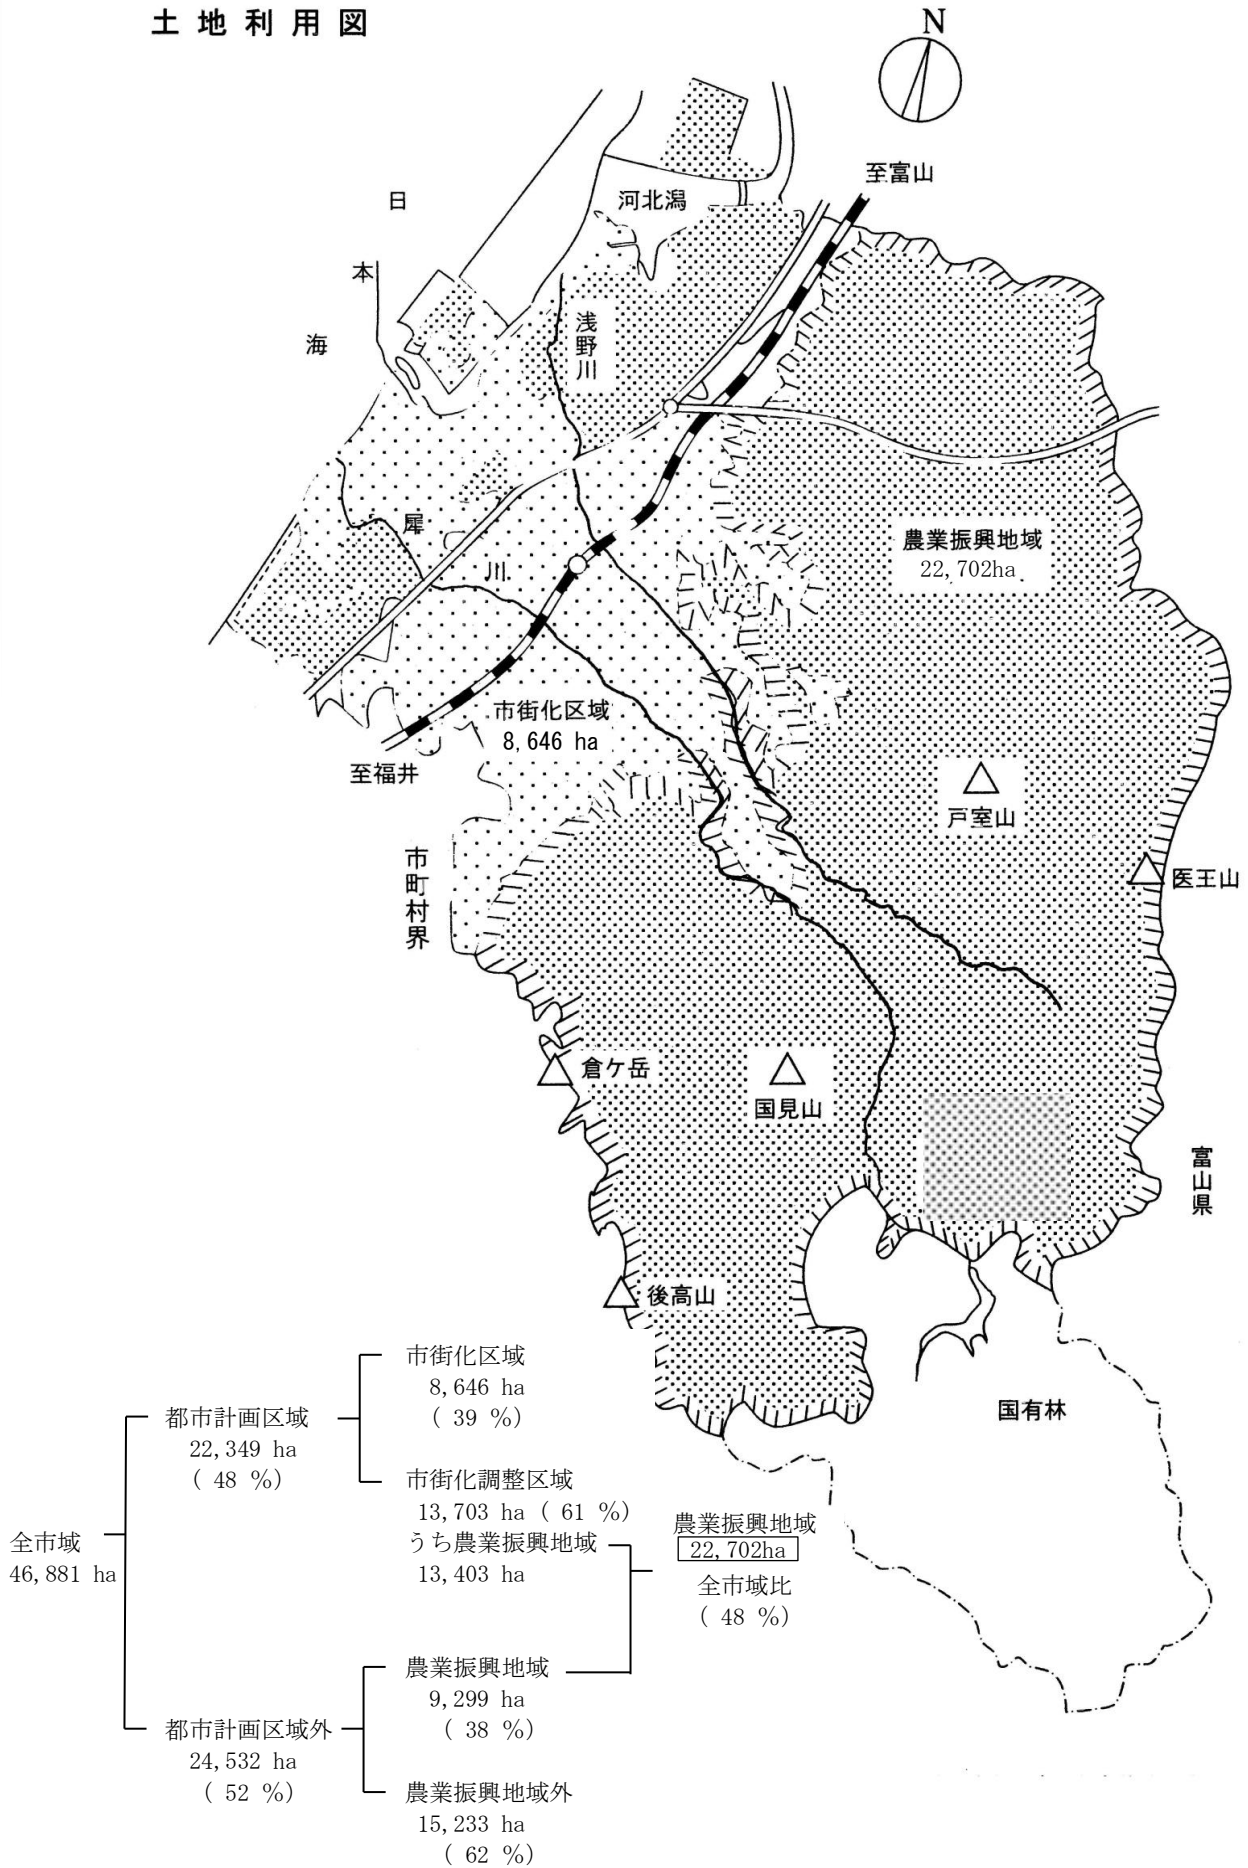 土地利用図
N
至富山
河北潟
日本海
浅野川
犀川
農業振興地域
22,702ha
市街化区域
8,646 ha
至福井
戸室山
市町村界
医王山
倉ケ岳
国見山
富山県
後高山
国有林
市街化区域
8,646 ha
( 39 %)
都市計画区域
22,349 ha
( 48 %)
市街化調整区域
13,703 ha ( 61 %)
うち農業振興地域
13,403 ha
農業振興地域
22,702ha
全市域比
( 48 %)
全市域
46,881 ha
農業振興地域
9,299 ha
( 38 %)
都市計画区域外
24,532 ha
( 52 %)
農業振興地域外
15,233 ha
( 62 %)